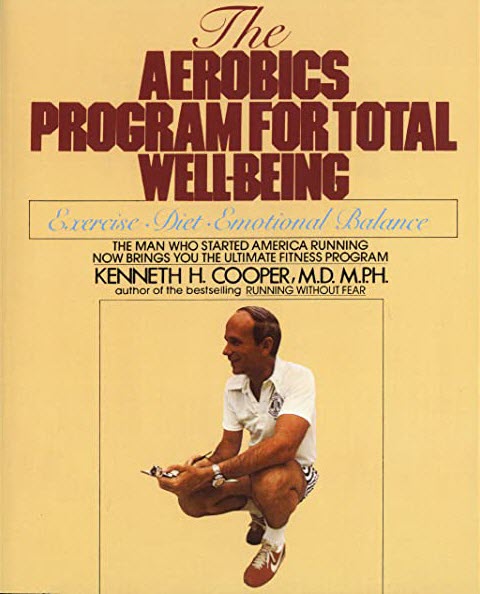 The
AEROBICS
PROGRAM FOR TOTAL
WELL-BEING
Exercise · Diet · Emotional Balance
THE MAN WHO STARTED AMERICA RUNNING
NOW BRINGS YOU THE ULTIMATE FITNESS PROGRAM
KENNETH H. COOPER, M.D. M.PH.
author of the bestselling RUNNING WITHOUT FEAR